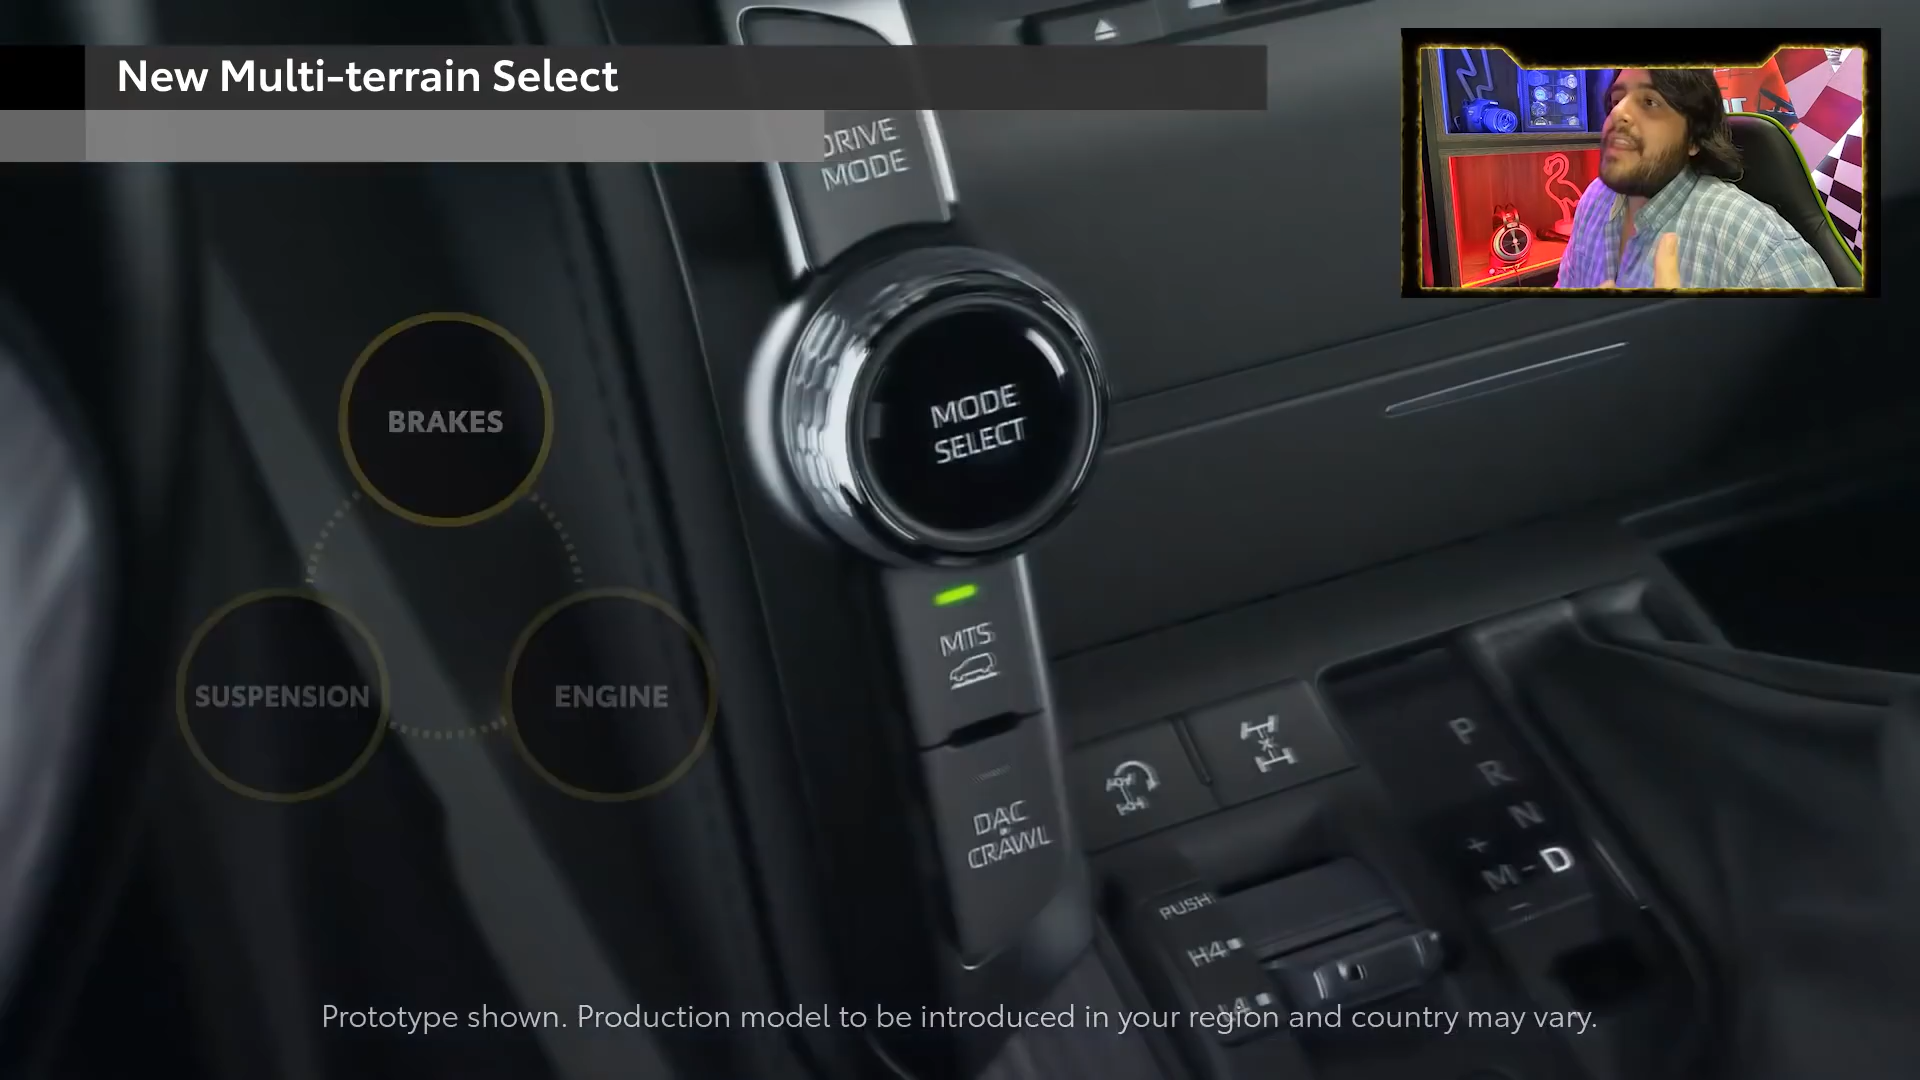 New Multi-terrain Select
DRIVE
MODE
MODE
SELECT
BRAKES
SUSPENSION
ENGINE
MTS
DAC
CRAWL
P
R
N
+
M - D
PUSH
H4
L4
Prototype shown. Production model to be introduced in your region and country may vary.